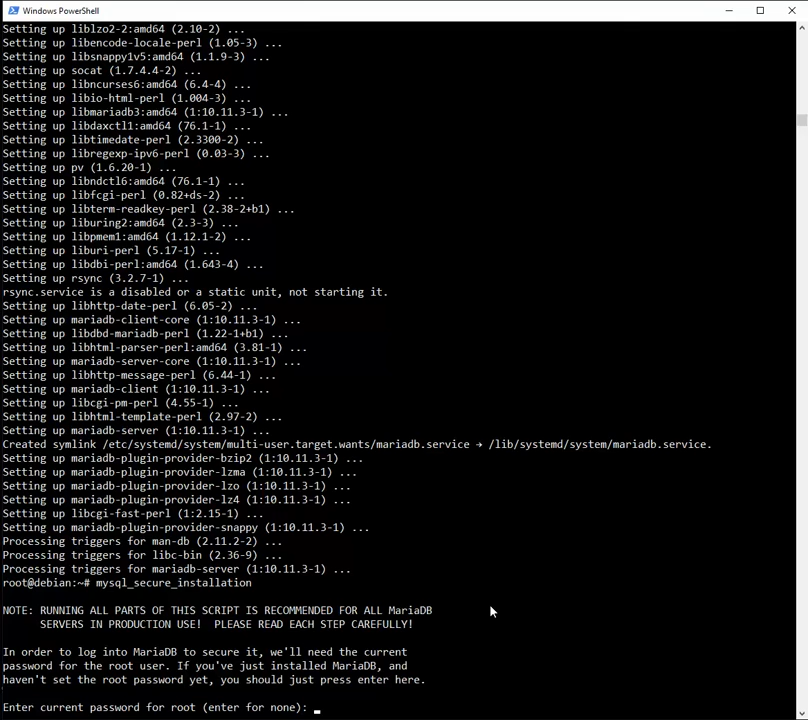 Windows PowerShell
Setting up liblzo2-2:amd64 (2.10-2) ...
Setting up libencode-locale-perl (1.05-3) ...
Setting up libsnappy1v5:amd64 (1.1.9-3) ...
Setting up socat (1.7.4.4-2) ...
Setting up libncurses6:amd64 (6.4-4) ...
Setting up libio-html-perl (1.004-3) ...
Setting up libmariadb3:amd64 (1:10.11.3-1) ...
Setting up libdaxctl1:amd64 (76.1-1) ...
Setting up libtimedate-perl (2.3300-2) ...
Setting up libregexp-ipv6-perl (0.03-3) ...
Setting up pv (1.6.20-1) ...
Setting up libndctl6:amd64 (76.1-1) ...
Setting up libfcgi-perl (0.82+ds-2) ...
Setting up libterm-readkey-perl (2.38-2+b1) ...
Setting up liburing2:amd64 (2.3-3) ...
Setting up libpmem1:amd64 (1.12.1-2) ...
Setting up liburi-perl (5.17-1) ...
Setting up libdbi-perl:amd64 (1.643-4) ...
Setting up rsync (3.2.7-1) ...
rsync.service is a disabled or a static unit, not starting it.
Setting up libhttp-date-perl (6.05-2) ...
Setting up mariadb-client-core (1:10.11.3-1) ...
Setting up libdbd-mariadb-perl (1.22-1+b1) ...
Setting up libhtml-parser-perl:amd64 (3.81-1) ...
Setting up mariadb-server-core (1:10.11.3-1) ...
Setting up libhttp-message-perl (6.44-1) ...
Setting up mariadb-client (1:10.11.3-1) ...
Setting up libcgi-pm-perl (4.55-1) ...
Setting up libhtml-template-perl (2.97-2) ...
Setting up mariadb-server (1:10.11.3-1) ...
Created symlink /etc/systemd/system/multi-user.target.wants/mariadb.service → /lib/systemd/system/mariadb.service.
Setting up mariadb-plugin-provider-bzip2 (1:10.11.3-1) ...
Setting up mariadb-plugin-provider-lzma (1:10.11.3-1) ...
Setting up mariadb-plugin-provider-lzo (1:10.11.3-1) ...
Setting up mariadb-plugin-provider-lz4 (1:10.11.3-1) ...
Setting up libcgi-fast-perl (1:2.15-1) ...
Setting up mariadb-plugin-provider-snappy (1:10.11.3-1) ...
Processing triggers for man-db (2.11.2-2) ...
Processing triggers for libc-bin (2.36-9) ...
Processing triggers for mariadb-server (1:10.11.3-1) ...
root@debian:~# mysql_secure_installation
NOTE: RUNNING ALL PARTS OF THIS SCRIPT IS RECOMMENDED FOR ALL MariaDB
SERVERS IN PRODUCTION USE! PLEASE READ EACH STEP CAREFULLY!
In order to log into MariaDB to secure it, we'll need the current
password for the root user. If you've just installed MariaDB, and
haven't set the root password yet, you should just press enter here.
Enter current password for root (enter for none):